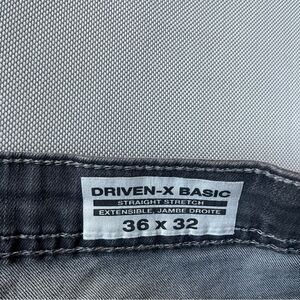 DRIVEN-X BASIC
STRAIGHT STRETCH
EXTENSIBLE, JAMBE DROITE
36 x 32